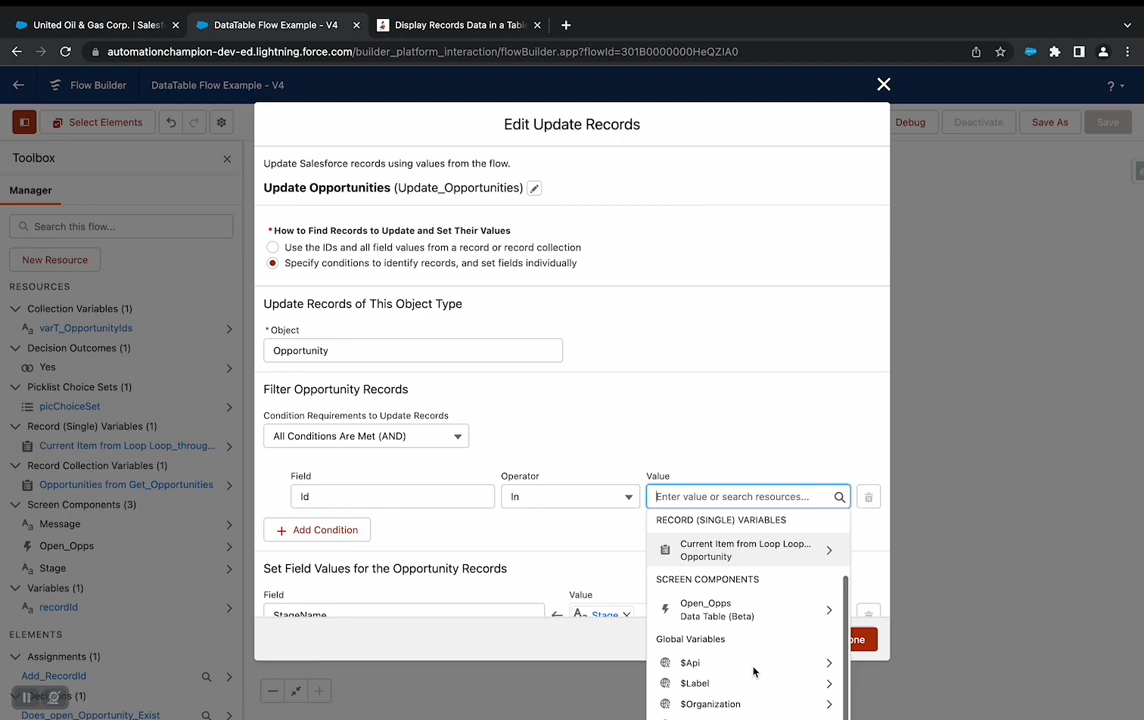 United Oil & Gas Corp. | Salesf
DataTable Flow Example - V4
Display Records Data in a Table
automationchampion-dev-ed.lightning.force.com/builder_platform_interaction/flowBuilder.app?flowId=301B0000000HeQZIA0
Flow Builder
DataTable Flow Example - V4
?
Select Elements
Debug
Deactivate
Save As
Save
Toolbox
Manager
Search this flow...
New Resource
RESOURCES
Collection Variables (1)
varT_OpportunityIds
Decision Outcomes (1)
Yes
Picklist Choice Sets (1)
picChoiceSet
Record (Single) Variables (1)
Current Item from Loop Loop_throug...
Record Collection Variables (1)
Opportunities from Get_Opportunities
Screen Components (3)
Message
Open_Opps
Stage
Variables (1)
recordId
ELEMENTS
Assignments (1)
Add_RecordId
(1)
Does_open_Opportunity_Exist
Edit Update Records
Update Salesforce records using values from the flow.
Update Opportunities (Update_Opportunities)
*How to Find Records to Update and Set Their Values
Use the IDs and all field values from a record or record collection
Specify conditions to identify records, and set fields individually
Update Records of This Object Type
*Object
Opportunity
Filter Opportunity Records
Condition Requirements to Update Records
All Conditions Are Met (AND)
Field Operator Value
Id In Enter value or search resources...
+ Add Condition
Set Field Values for the Opportunity Records
Field Value
StageName Stage
RECORD (SINGLE) VARIABLES
Current Item from Loop Loop...
Opportunity
SCREEN COMPONENTS
Open_Opps
Data Table (Beta)
Global Variables
$Api
$Label
$Organization